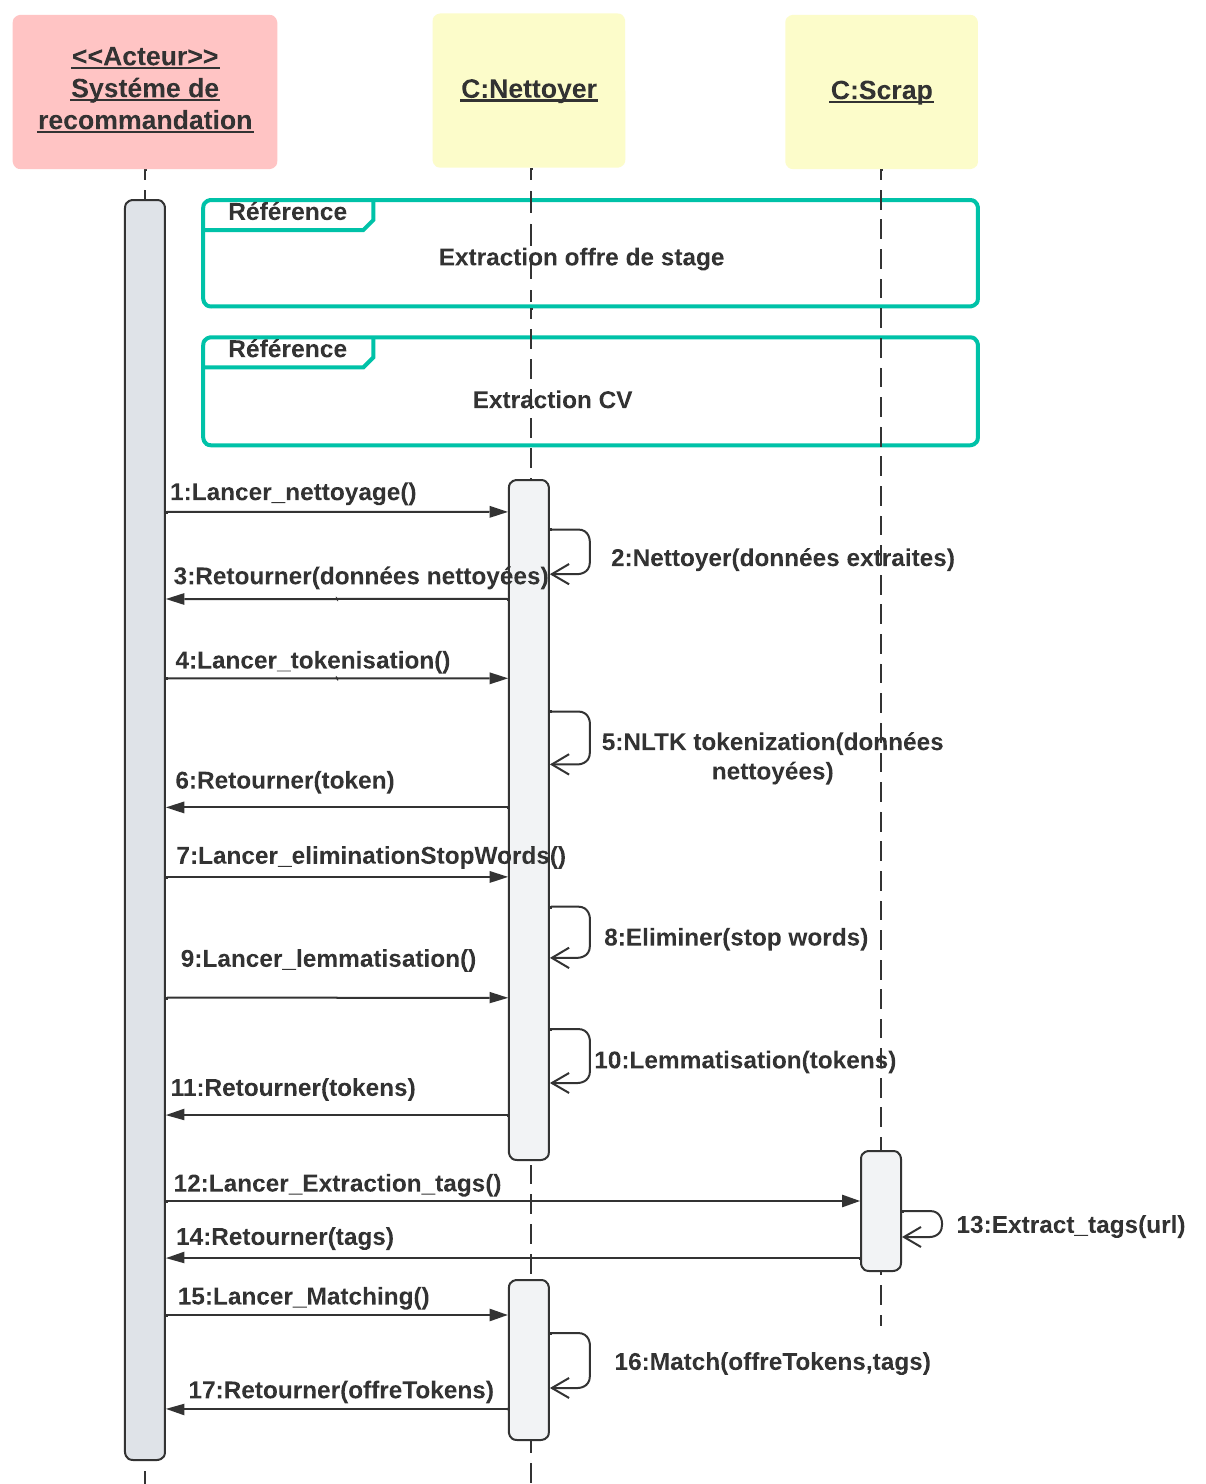 <<Acteur>>
Systéme de
recommandation
C:Nettoyer
C:Scrap
Référence
Extraction offre de stage
Référence
Extraction CV
1:Lancer_nettoyage()
2:Nettoyer(données extraites)
3:Retourner(données nettoyées)
4:Lancer_tokenisation()
5:NLTK tokenization(données
nettoyées)
6:Retourner(token)
7:Lancer_eliminationStopWords()
8:Eliminer(stop words)
9:Lancer_lemmatisation()
10:Lemmatisation(tokens)
11:Retourner(tokens)
12:Lancer_Extraction_tags()
13:Extract_tags(url)
14:Retourner(tags)
15:Lancer_Matching()
16:Match(offreTokens,tags)
17:Retourner(offreTokens)